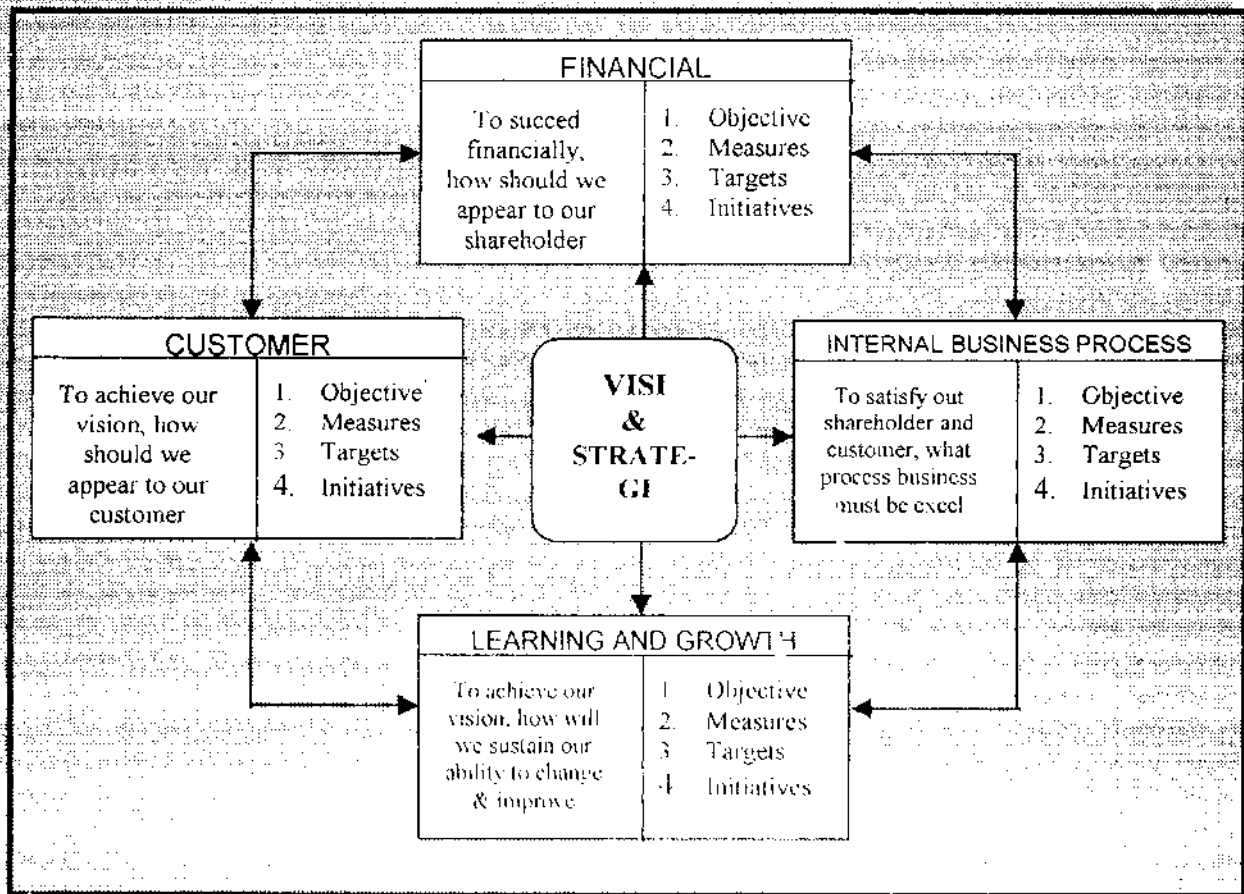 FINANCIAL
To succed
financially,
how should we
appear to our
shareholder
1. Objective
2. Measures
3. Targets
4. Initiatives
CUSTOMER
To achieve our
vision, how
should we
appear to our
customer
1. Objective
2. Measures
3 Targets
4. Initiatives
VISI
&
STRATE-
GI
INTERNAL BUSINESS PROCESS
To satisfy out
shareholder and
customer, what
process business
must be excel
1. Objective
2. Measures
3. Targets
4. Initiatives
LEARNING AND GROWTH
To achieve our
vision, how will
we sustain our
ability to change
& improve
1 Objective
2. Measures
3 Targets
4 Initiatives